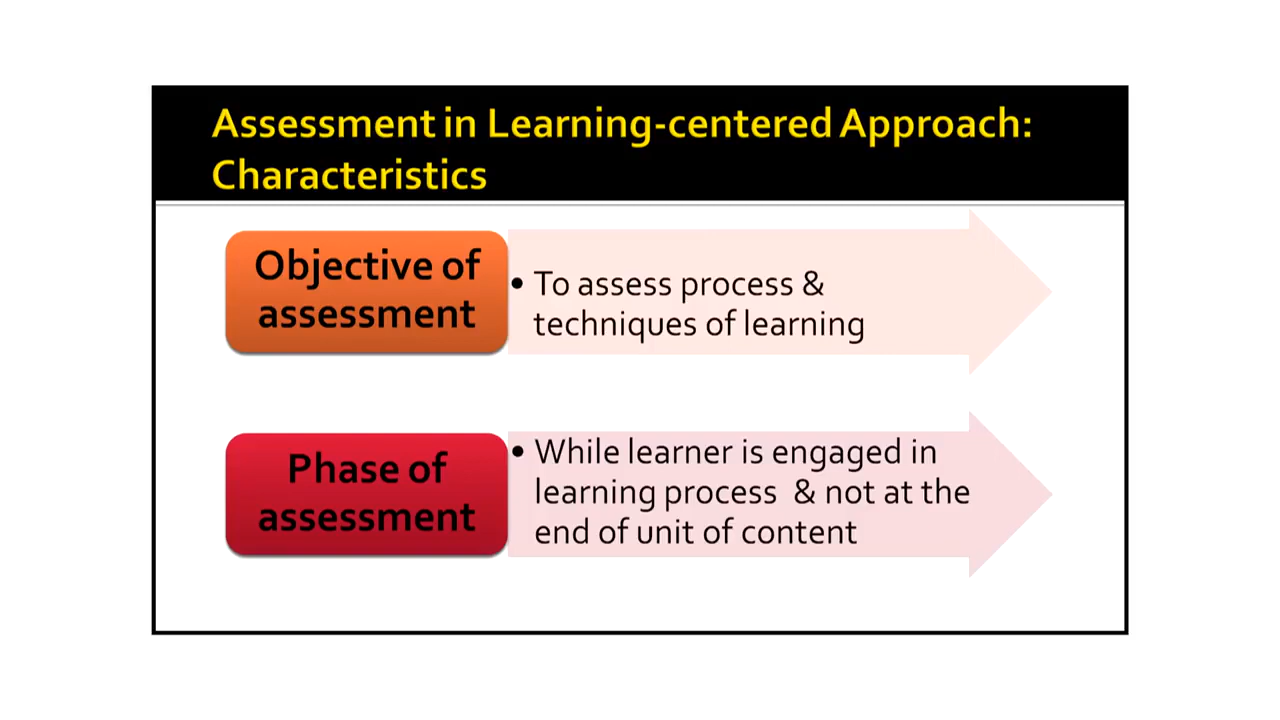 Assessment in Learning-centered Approach:
Characteristics
Objective of
assessment
• To assess process &
techniques of learning
Phase of
assessment
• While learner is engaged in
learning process & not at the
end of unit of content